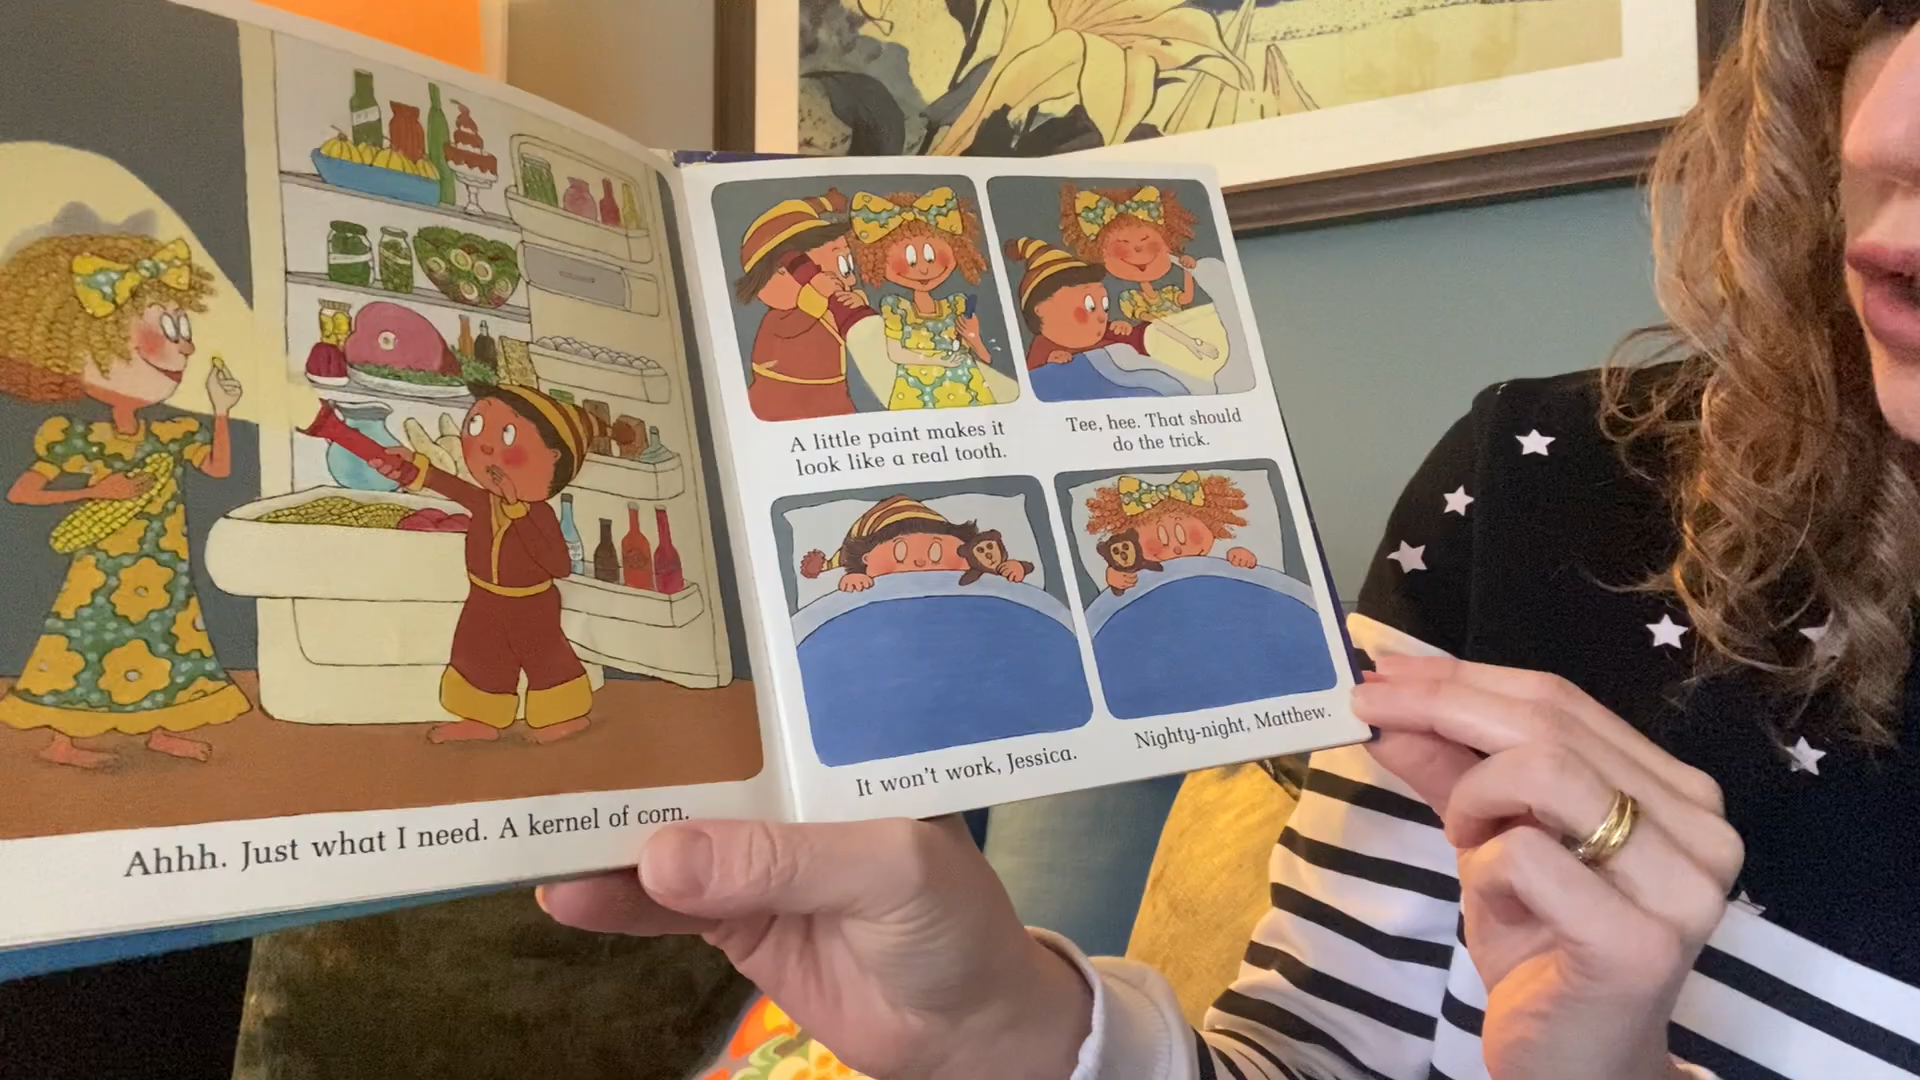 Ahhh. Just what I need. A kernel of corn.
A little paint makes it
look like a real tooth.
Tee, hee. That should
do the trick.
It won't work, Jessica.
Nighty-night, Matthew.